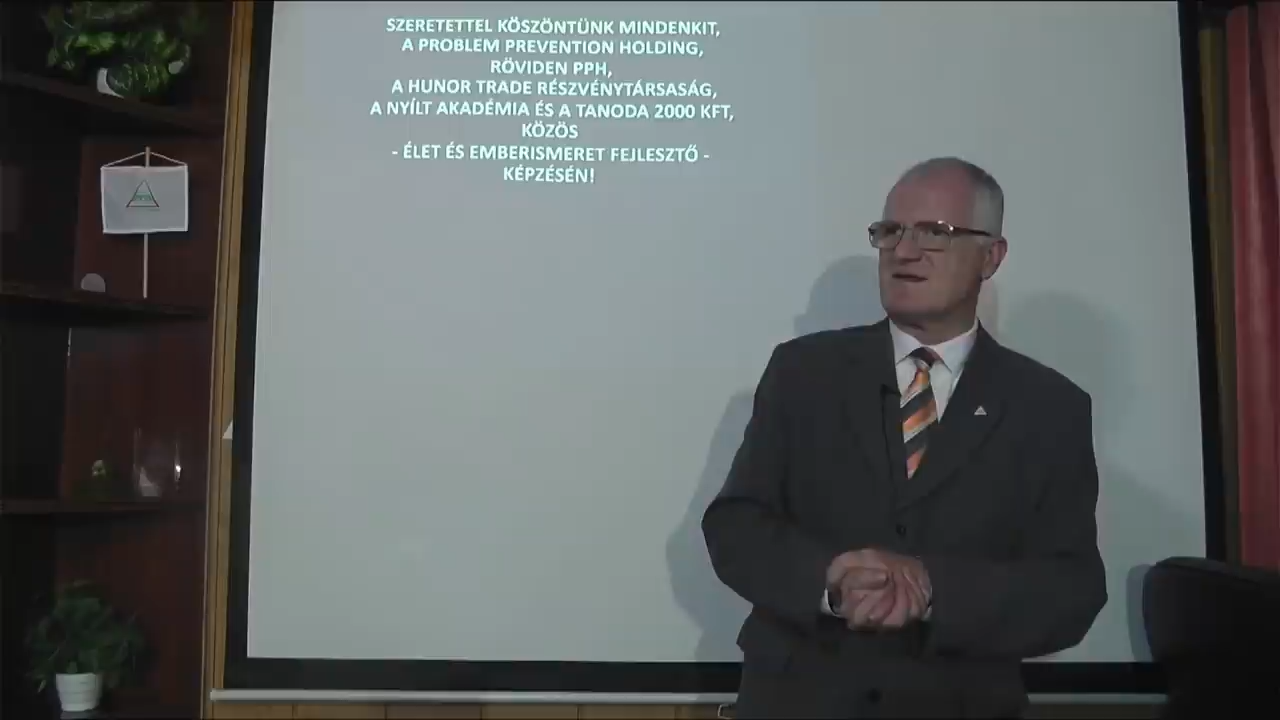 SZERETETTEL KÖSZÖNTÜNK MINDENKIT,
A PROBLEM PREVENTION HOLDING,
RÖVIDEN PPH,
A HUNOR TRADE RÉSZVÉNYTÁRSASÁG,
A NYÍLT AKADÉMIA ÉS A TANODA 2000 KFT,
KÖZÖS
- ÉLET ÉS EMBERISMERET FEJLESZTŐ -
KÉPZÉSÉN!